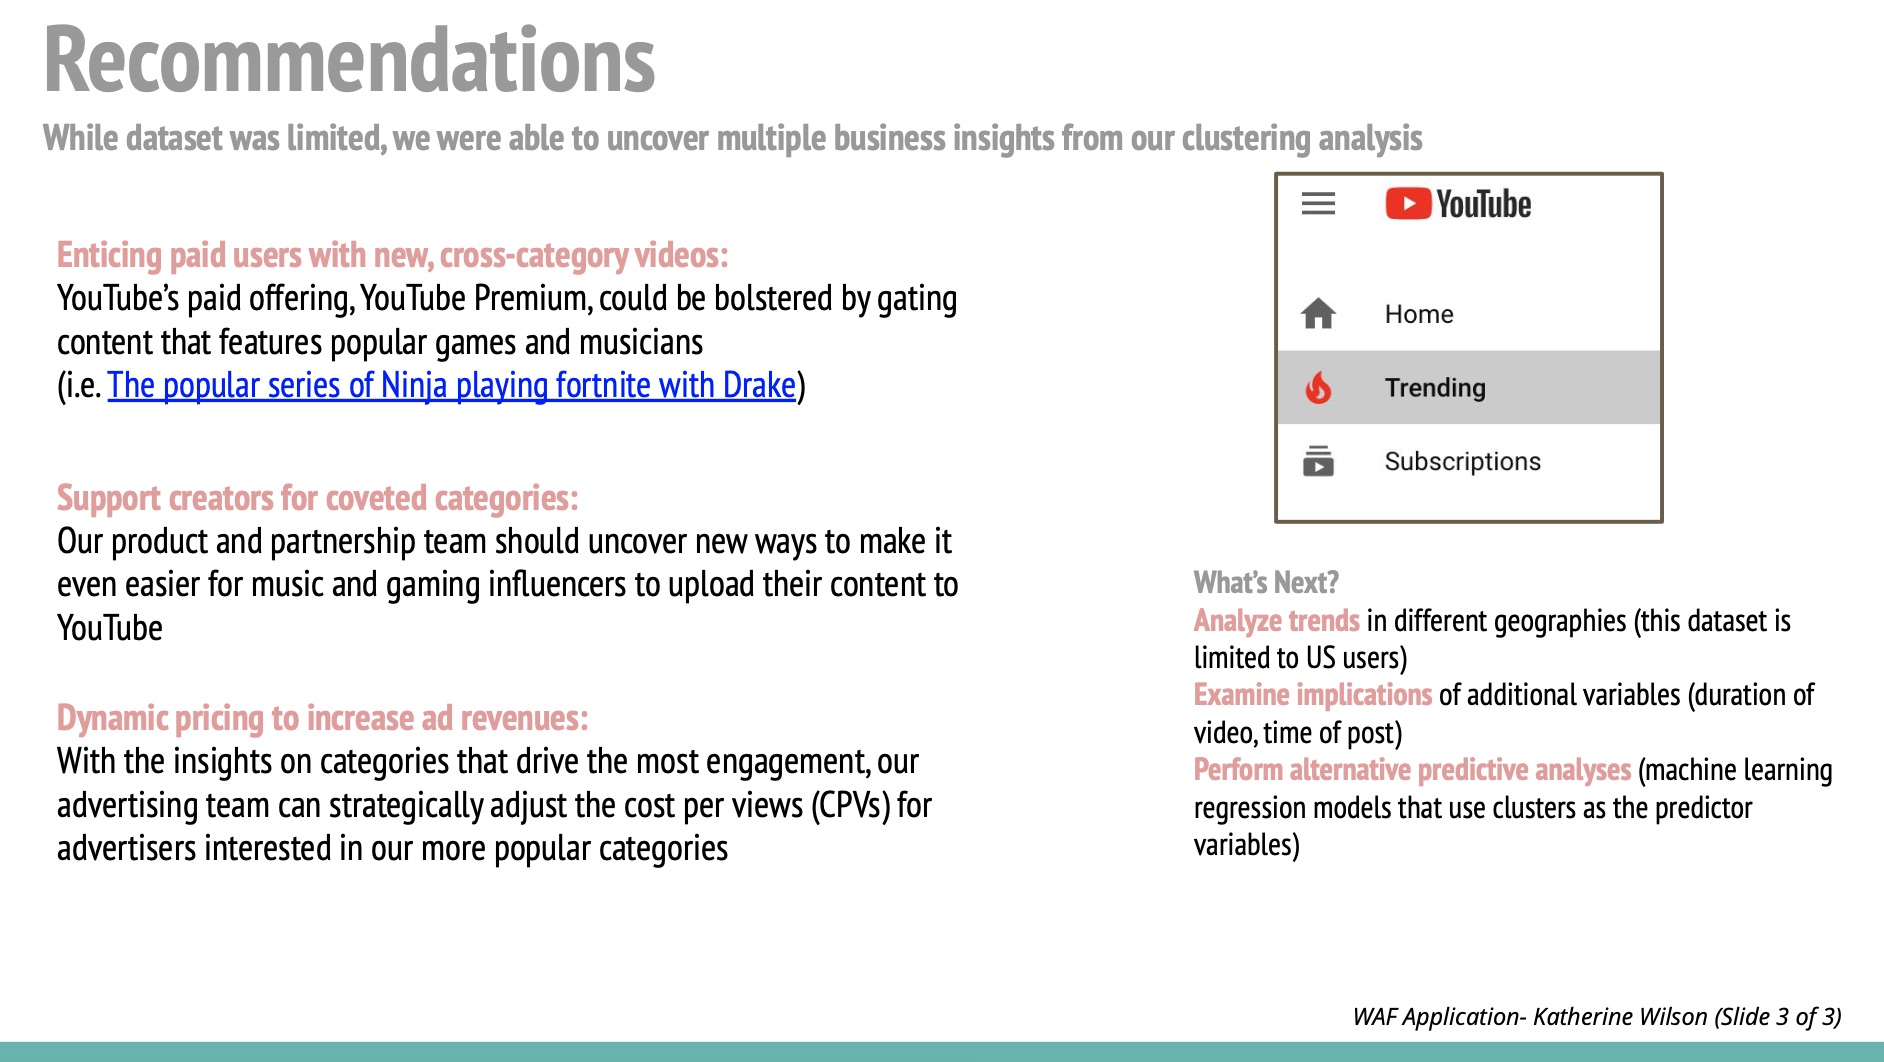 Recommendations
While dataset was limited, we were able to uncover multiple business insights from our clustering analysis
Enticing paid users with new, cross-category videos:
YouTube’s paid offering, YouTube Premium, could be bolstered by gating
content that features popular games and musicians
(i.e. The popular series of Ninja playing fortnite with Drake)
Support creators for coveted categories:
Our product and partnership team should uncover new ways to make it
even easier for music and gaming influencers to upload their content to
YouTube
Dynamic pricing to increase ad revenues:
With the insights on categories that drive the most engagement, our
advertising team can strategically adjust the cost per views (CPVs) for
advertisers interested in our more popular categories
YouTube
Home
Trending
Subscriptions
What’s Next?
Analyze trends in different geographies (this dataset is
limited to US users)
Examine implications of additional variables (duration of
video, time of post)
Perform alternative predictive analyses (machine learning
regression models that use clusters as the predictor
variables)
WAF Application- Katherine Wilson (Slide 3 of 3)